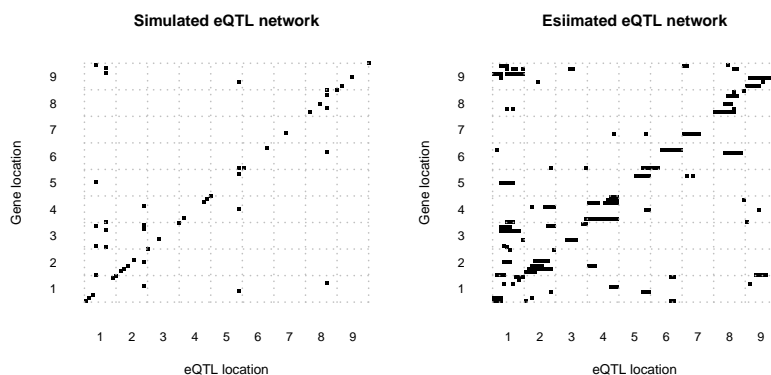 Simulated eQTL network
Esiimated eQTL network
Gene location
9
8
7
6
5
4
3
2
1
1 2 3 4 5 6 7 8 9
eQTL location
Gene location
9
8
7
6
5
4
3
2
1
1 2 3 4 5 6 7 8 9
eQTL location